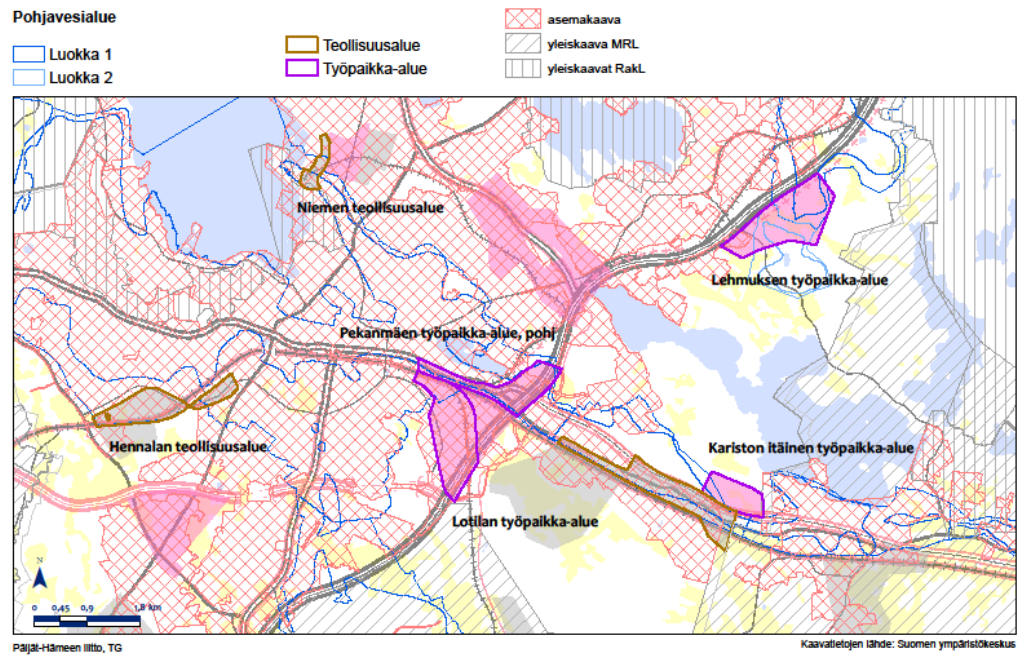 Pohjavesialue
Luokka 1
Luokka 2
Teollisuusalue
Työpaikka-alue
asemakaava
yleiskaava MRL
yleiskaavat RakL
Niemen teollisuusalue
Lehmuksen työpaikka-alue
Pekanmäen työpaikka-alue, pohj
Hennalan teollisuusalue
Kariston itäinen työpaikka-alue
Lotilan työpaikka-alue
N
0 0,45 0,9 1,8 km
Päijät-Hämeen liitto, TG
Kaavatietojen lähde: Suomen ympäristökeskus